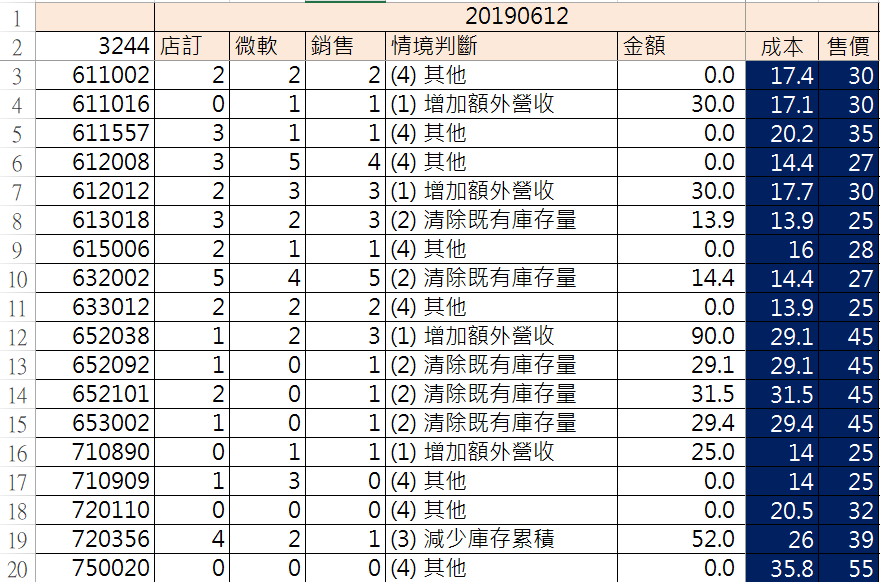 1 20190612
2 3244 店訂 微軟 銷售 情境判斷 金額 成本 售價
3 611002 2 2 2 (4) 其他 0.0 17.4 30
4 611016 0 1 1 (1) 增加額外營收 30.0 17.1 30
5 611557 3 1 1 (4) 其他 0.0 20.2 35
6 612008 3 5 4 (4) 其他 0.0 14.4 27
7 612012 2 3 3 (1) 增加額外營收 30.0 17.7 30
8 613018 3 2 3 (2) 清除既有庫存量 13.9 13.9 25
9 615006 2 1 1 (4) 其他 0.0 16 28
10 632002 5 4 5 (2) 清除既有庫存量 14.4 14.4 27
11 633012 2 2 2 (4) 其他 0.0 13.9 25
12 652038 1 2 3 (1) 增加額外營收 90.0 29.1 45
13 652092 1 0 1 (2) 清除既有庫存量 29.1 29.1 45
14 652101 2 0 1 (2) 清除既有庫存量 31.5 31.5 45
15 653002 1 0 1 (2) 清除既有庫存量 29.4 29.4 45
16 710890 0 1 1 (1) 增加額外營收 25.0 14 25
17 710909 1 3 0 (4) 其他 0.0 14 25
18 720110 0 0 0 (4) 其他 0.0 20.5 32
19 720356 4 2 1 (3) 減少庫存累積 52.0 26 39
20 750020 0 0 0 (4) 其他 0.0 35.8 55